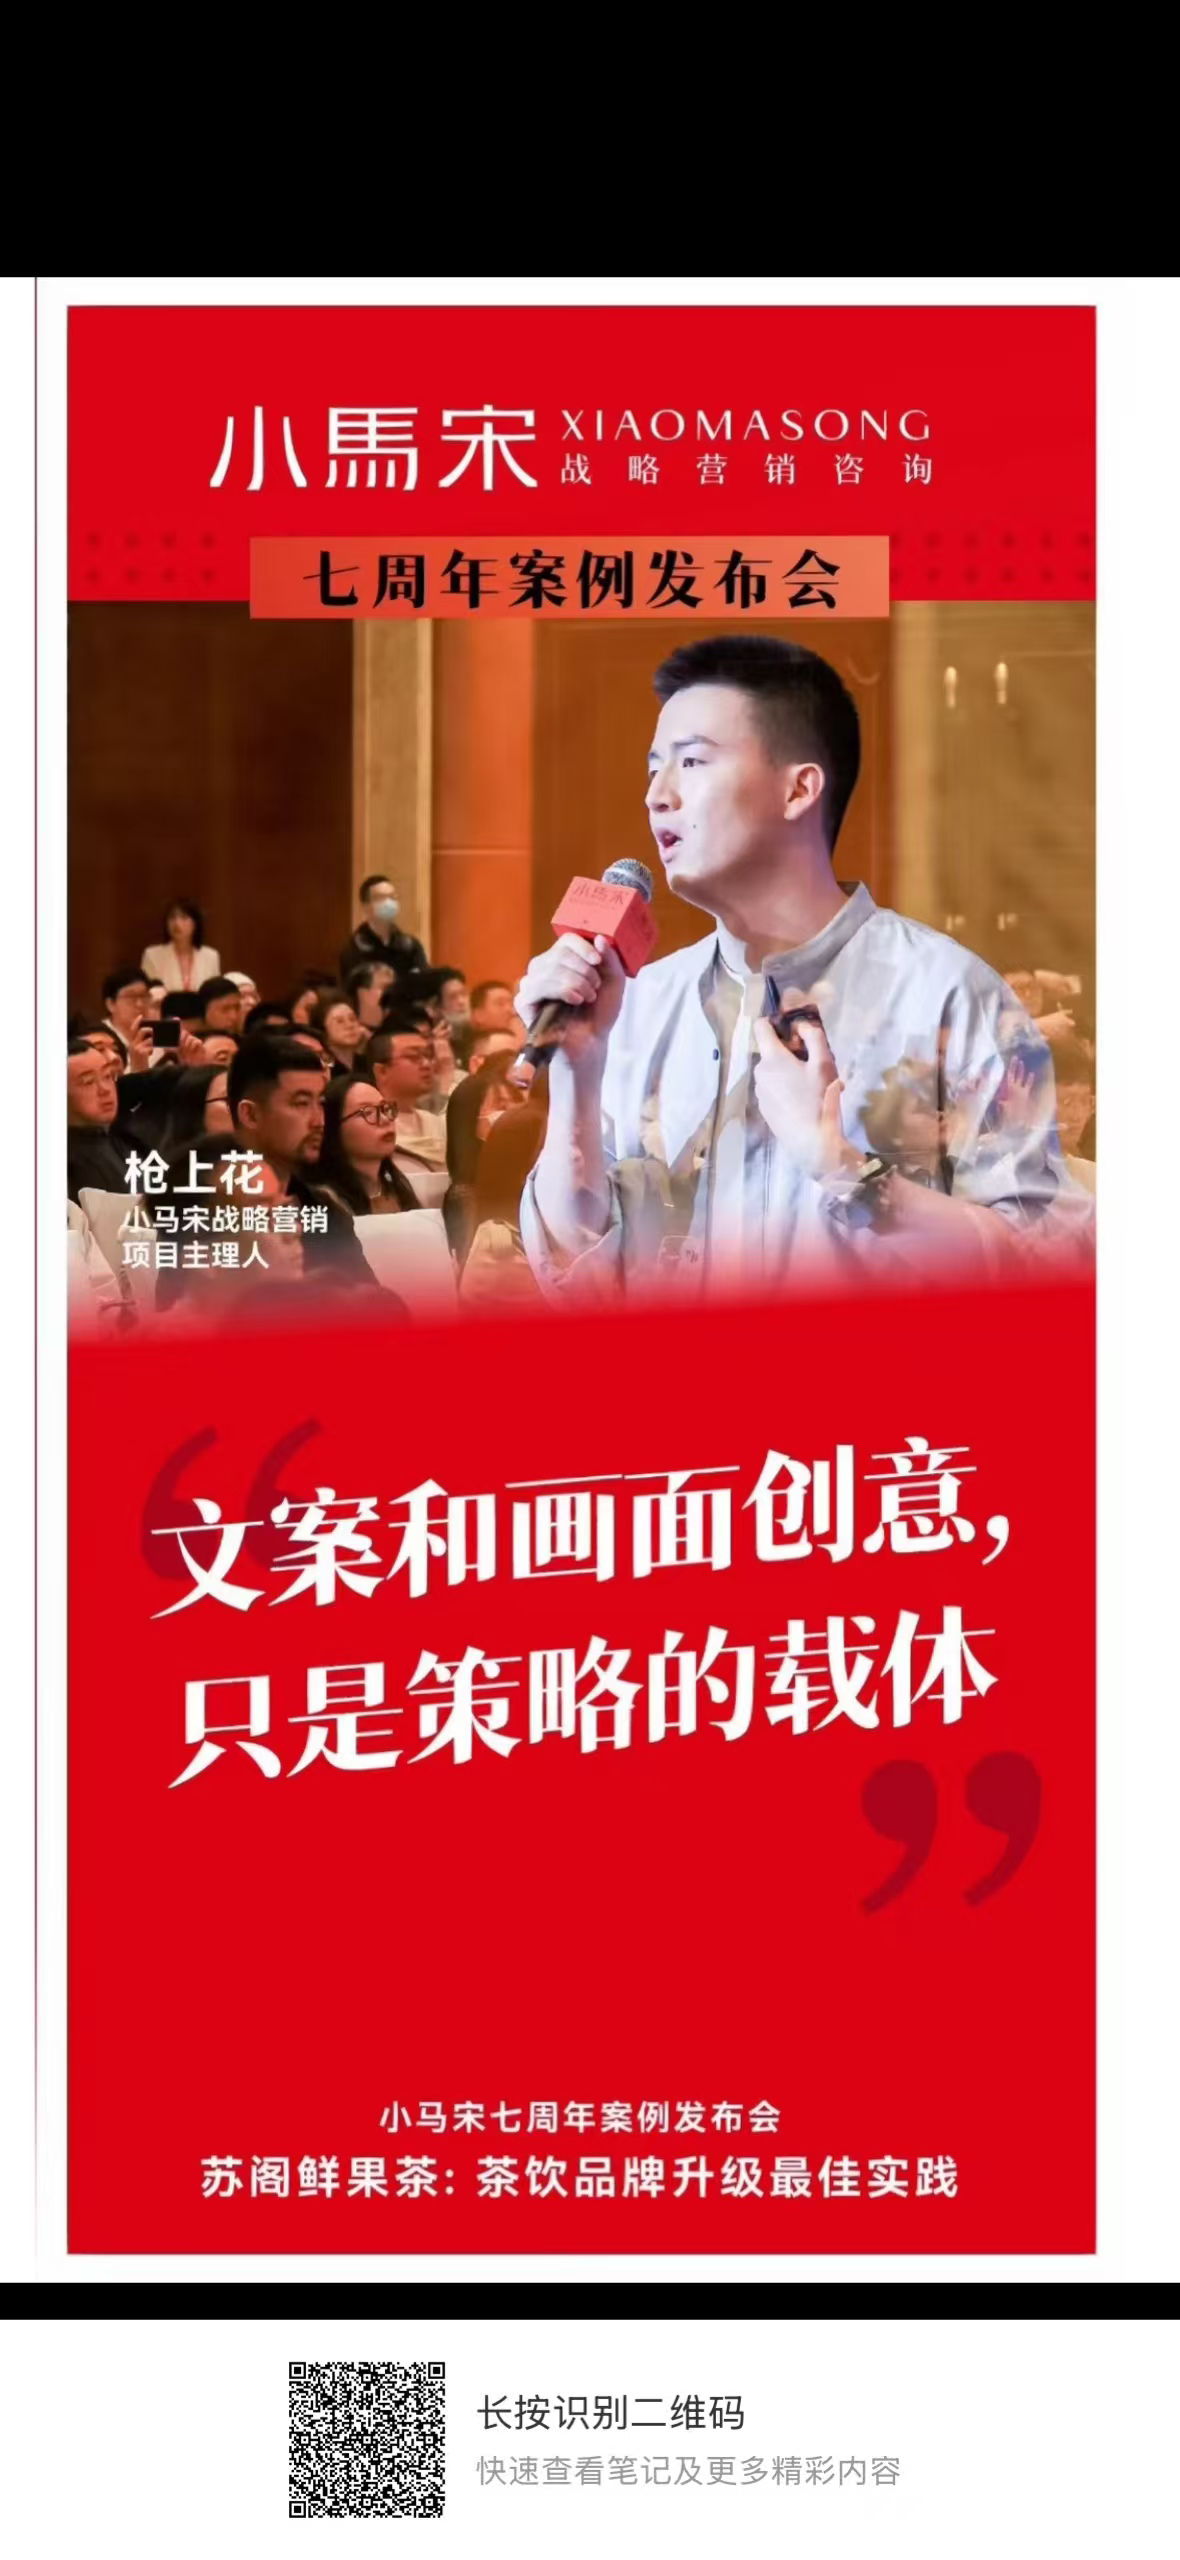 小馬宋 XIAOMASONG
战略营销咨询
七周年案例发布会
小馬宋
枪上花
小马宋战略营销
项目主理人
“文案和画面创意，
只是策略的载体”
小马宋七周年案例发布会
苏阁鲜果茶：茶饮品牌升级最佳实践
长按识别二维码
快速查看笔记及更多精彩内容